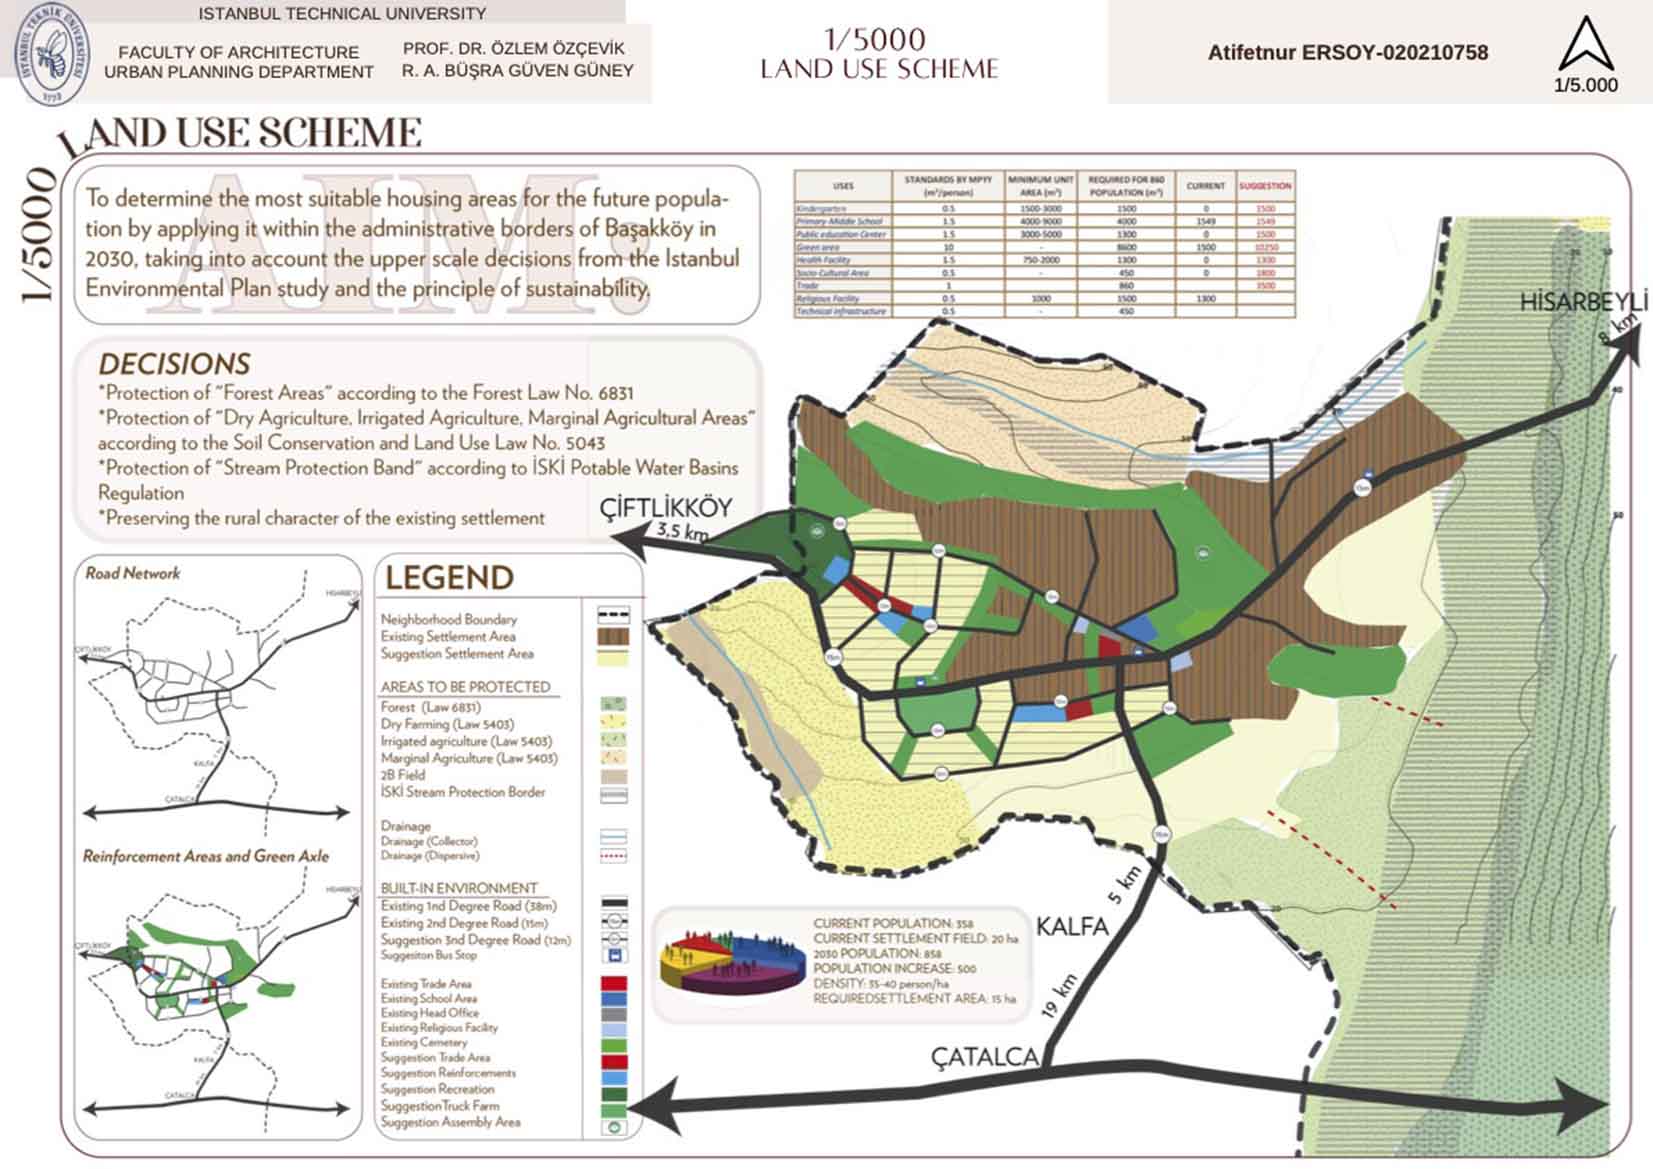 ISTANBUL TECHNICAL UNIVERSITY
FACULTY OF ARCHITECTURE
URBAN PLANNING DEPARTMENT
PROF. DR. ÖZLEM ÖZÇEVİK
R. A. BÜŞRA GÜVEN GÜNEY
1/5000
LAND USE SCHEME
Atifetnur ERSOY-020210758
1/5.000
İSTANBUL TEKNİK ÜNİVERSİTESİ
1773
LAND USE SCHEME
1/5000
AIM:
To determine the most suitable housing areas for the future popula-
tion by applying it within the administrative borders of Başakköy in
2030, taking into account the upper scale decisions from the Istanbul
Environmental Plan study and the principle of sustainability.
DECISIONS
*Protection of "Forest Areas" according to the Forest Law No. 6831
*Protection of "Dry Agriculture, Irrigated Agriculture, Marginal Agricultural Areas"
according to the Soil Conservation and Land Use Law No. 5043
*Protection of "Stream Protection Band" according to İSKİ Potable Water Basins
Regulation
*Preserving the rural character of the existing settlement
USES STANDARDS BY MPYY (m²/person) MINIMUM UNIT AREA (m²) REQUIRED FOR 860 POPULATION (m²) CURRENT SUGGESTION
Kindergarten 0.5 1500-3000 1500 0 1500
Primary-Middle School 1.5 4000-9000 4000 1549 1549
Public education Center 1.5 3000-5000 1300 0 1500
Green area 10 - 8600 1500 10250
Health Facility 1.5 750-2000 1300 0 1300
Socio-Cultural Area 0.5 - 450 0 1800
Trade 1 860 3500
Religious Facility 0.5 1000 1500 1300
Technical infrastructure 0.5 - 450
HİSARBEYLİ
8 km
ÇİFTLİKKÖY
3,5 km
KALFA
5 km
19 km
ÇATALCA
40
50
Road Network
HİSARBEYLİ
ÇİFTLİKKÖY
KALFA
ÇATALCA
Reinforcement Areas and Green Axle
HİSARBEYLİ
ÇİFTLİKKÖY
KALFA
ÇATALCA
LEGEND
Neighborhood Boundary
Existing Settlement Area
Suggestion Settlement Area
AREAS TO BE PROTECTED
Forest (Law 6831)
Dry Farming (Law 5403)
Irrigated agriculture (Law 5403)
Marginal Agriculture (Law 5403)
2B Field
İSKİ Stream Protection Border
Drainage
Drainage (Collector)
Drainage (Dispersive)
BUILT-IN ENVIRONMENT
Existing 1nd Degree Road (38m)
Existing 2nd Degree Road (15m)
Suggestion 3nd Degree Road (12m)
Suggesiton Bus Stop
Existing Trade Area
Existing School Area
Existing Head Office
Existing Religious Facility
Existing Cemetery
Suggestion Trade Area
Suggestion Reinforcements
Suggestion Recreation
SuggestionTruck Farm
Suggestion Assembly Area
CURRENT POPULATION: 358
CURRENT SETTLEMENT FIELD: 20 ha
2030 POPULATION: 858
POPULATION INCREASE: 500
DENSITY: 35-40 person/ha
REQUIREDSETTLEMENT AREA: 15 ha